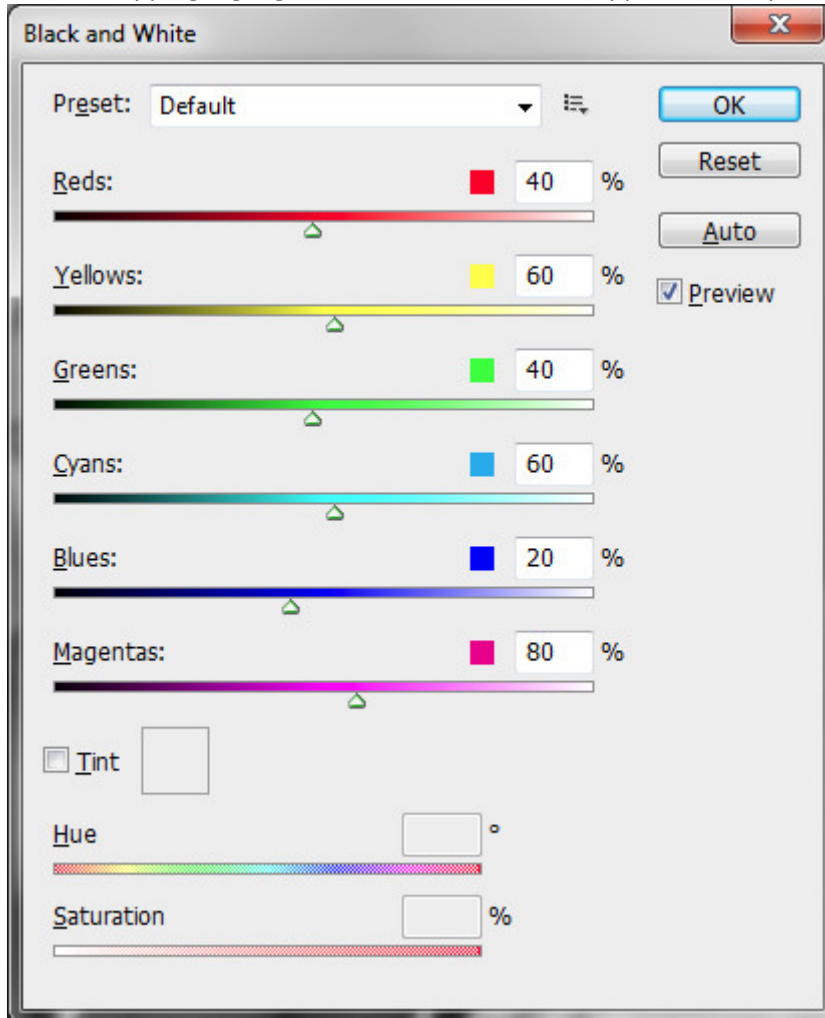 Black and White
Preset: Default
OK
Reset
Auto
Preview
Reds: 40 %
Yellows: 60 %
Greens: 40 %
Cyans: 60 %
Blues: 20 %
Magentas: 80 %
Tint
Hue °
Saturation %